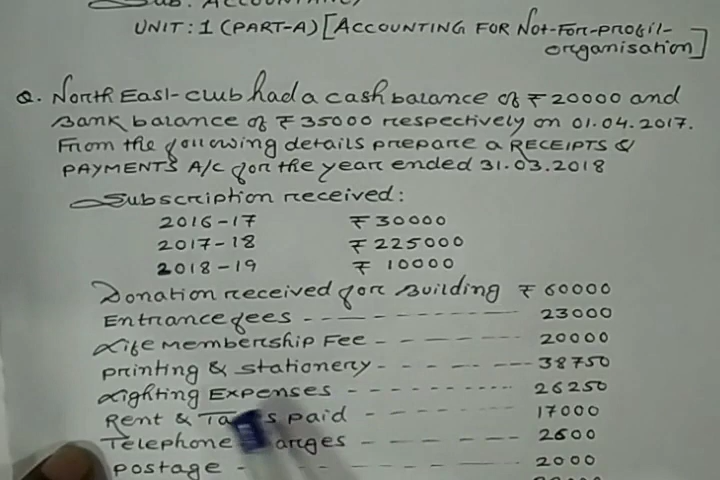 Sub: ACCOUNTANCY
UNIT: 1 (PART-A) [ACCOUNTING FOR Not-For-Profit-
organisation]
Q. North East-club had a cash balance of ₹20000 and
Bank balance of ₹35000 respectively on 01.04.2017.
From the following details prepare a RECEIPTS &
PAYMENTS A/C for the year ended 31.03.2018
Subscription received:
2016-17 ₹30000
2017-18 ₹225000
2018-19 ₹ 10000
Donation received for Building ₹ 60000
Entrance fees - - - - - - - - - - - 23000
Life Membership Fee - - - - - - - 20000
Printing & stationery - - - - - - - 38750
Lighting Expenses - - - - - - - - - - 26250
Rent & paid - - - - - - - - 17000
Telephone - - - - - - - 2600
Postage - 2000